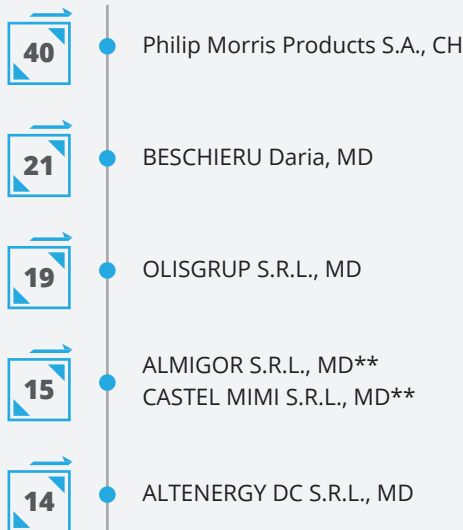 40
Philip Morris Products S.A., CH
21
BESCHIERU Daria, MD
19
OLISGRUP S.R.L., MD
15
ALMIGOR S.R.L., MD**
CASTEL MIMI S.R.L., MD**
14
ALTENERGY DC S.R.L., MD